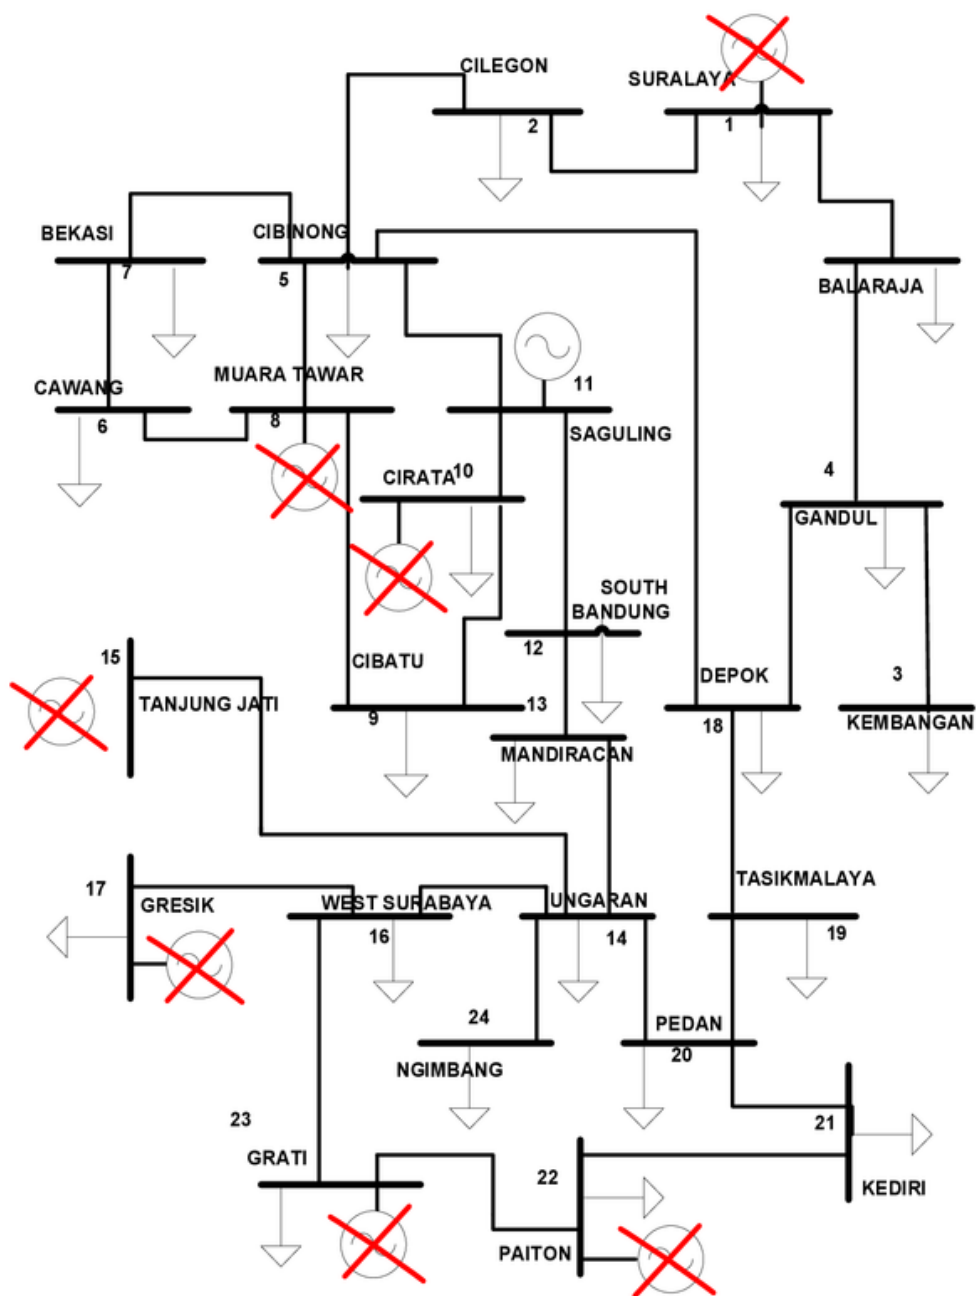 CILEGON
SURALAYA
2
1
BEKASI
CIBINONG
7
5
BALARAJA
MUARA TAWAR
11
CAWANG
6
8
SAGULING
CIRATA
10
4
GANDUL
SOUTH
BANDUNG
12
15
CIBATU
DEPOK
3
TANJUNG JATI
9
13
18
KEMBANGAN
MANDIRACAN
17
TASIKMALAYA
GRESIK
WEST SURABAYA
UNGARAN
16
14
19
24
PEDAN
20
NGIMBANG
23
21
GRATI
22
KEDIRI
PAITON